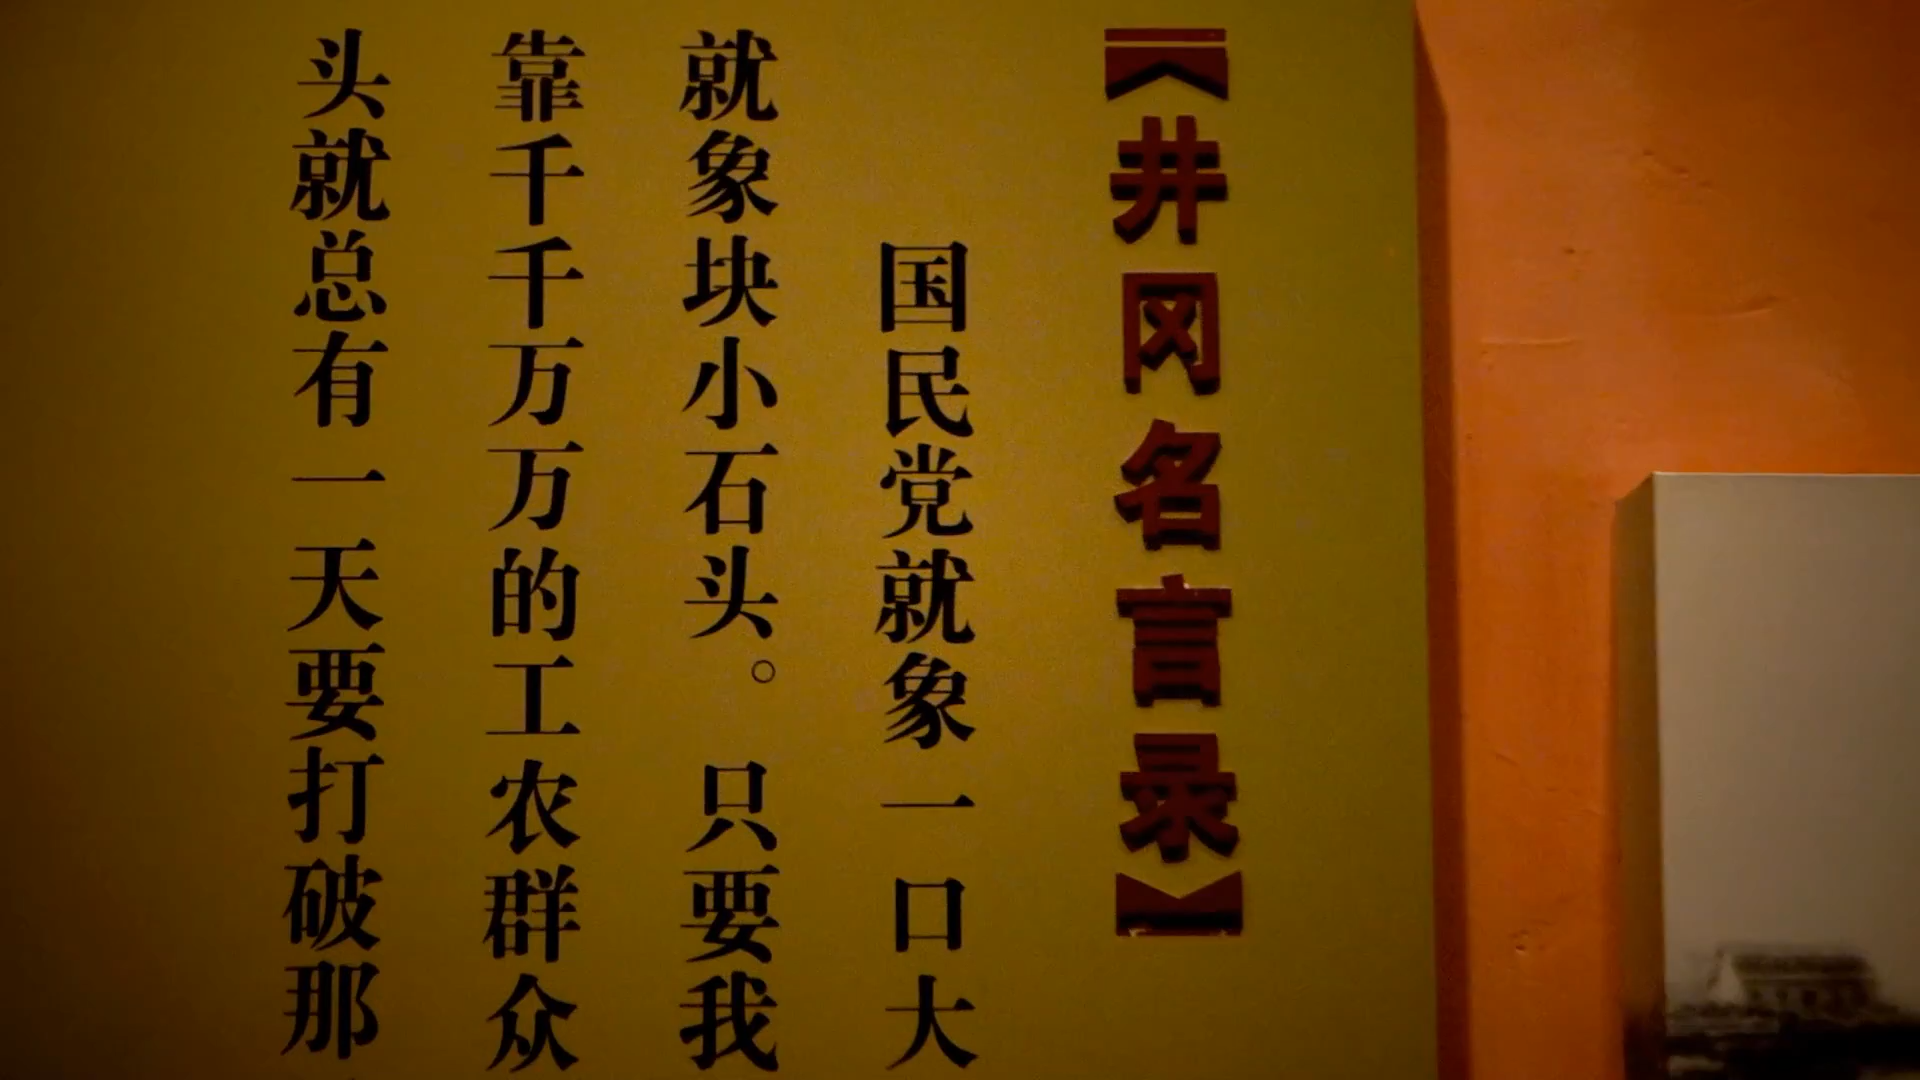 【井冈名言录】
国民党就象一口大
就象块小石头。只要我
靠千千万万的工农群众
头就总有一天要打破那